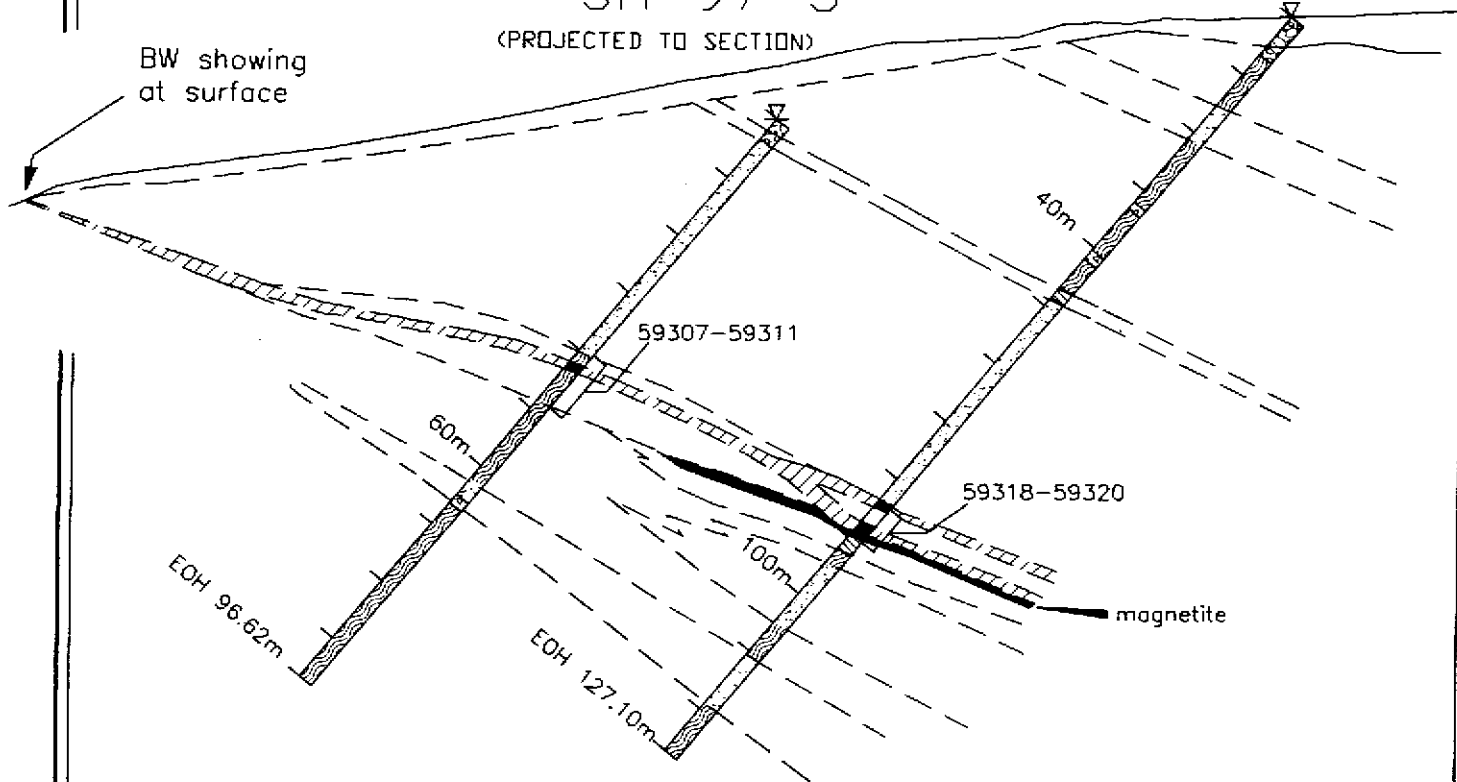 (PROJECTED TO SECTION)
BW showing
at surface
40m
59307-59311
60m
59318-59320
100m
EOH 96.62m
magnetite
EOH 127.10m